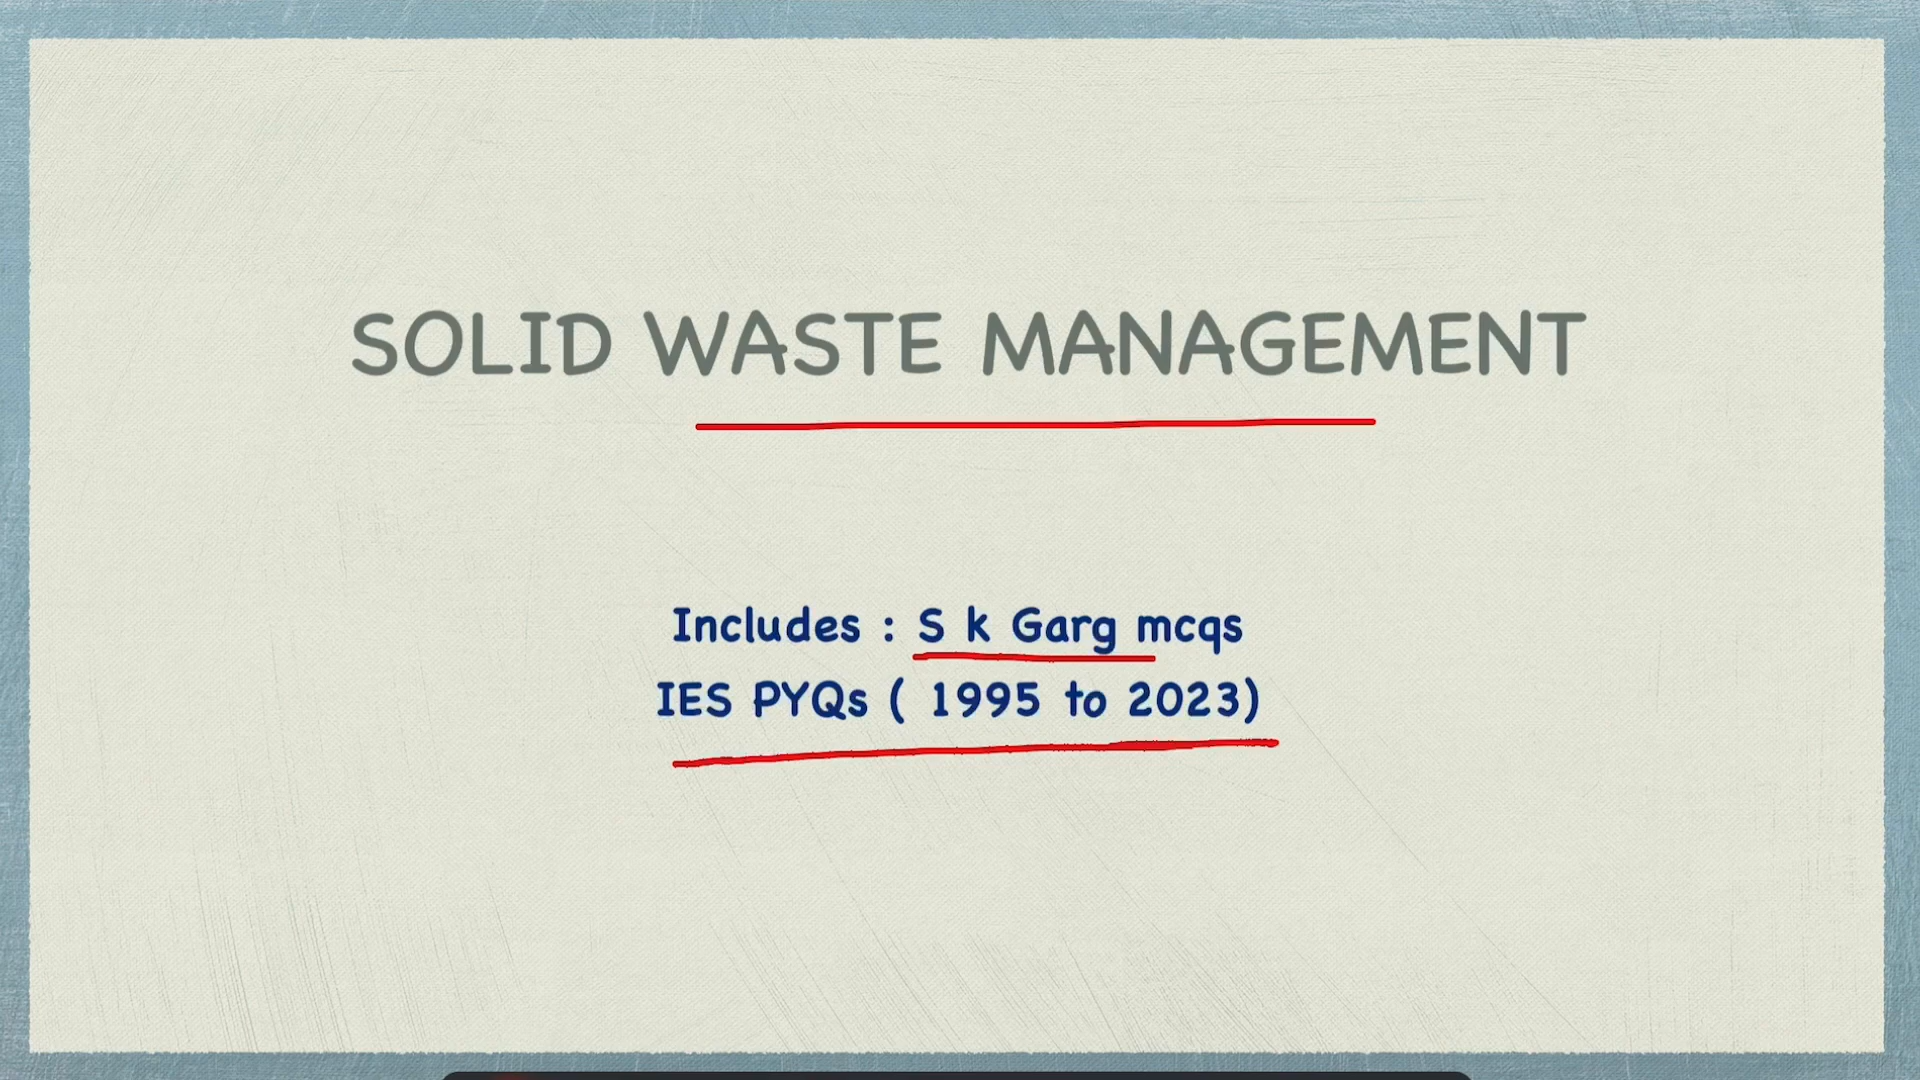 SOLID WASTE MANAGEMENT
Includes : S k Garg mcqs
IES PYQs ( 1995 to 2023)